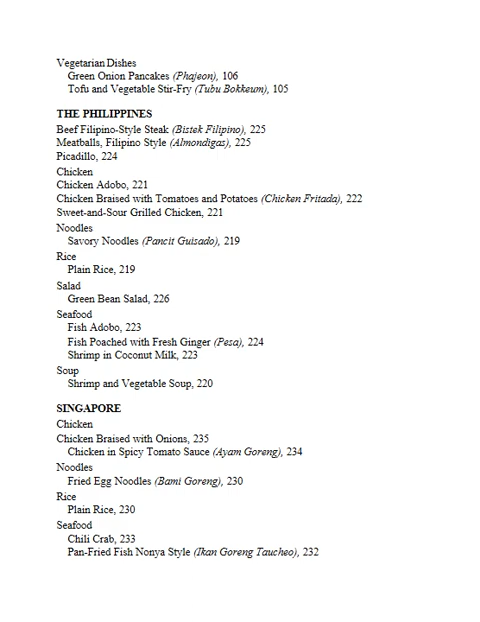 Vegetarian Dishes
Green Onion Pancakes (Phajeon), 106
Tofu and Vegetable Stir-Fry (Tubu Bokkeum), 105
THE PHILIPPINES
Beef Filipino-Style Steak (Bistek Filipino), 225
Meatballs, Filipino Style (Almondigas), 225
Picadillo, 224
Chicken
Chicken Adobo, 221
Chicken Braised with Tomatoes and Potatoes (Chicken Fritada), 222
Sweet-and-Sour Grilled Chicken, 221
Noodles
Savory Noodles (Pancit Guisado), 219
Rice
Plain Rice, 219
Salad
Green Bean Salad, 226
Seafood
Fish Adobo, 223
Fish Poached with Fresh Ginger (Pesa), 224
Shrimp in Coconut Milk, 223
Soup
Shrimp and Vegetable Soup, 220
SINGAPORE
Chicken
Chicken Braised with Onions, 235
Chicken in Spicy Tomato Sauce (Ayam Goreng), 234
Noodles
Fried Egg Noodles (Bami Goreng), 230
Rice
Plain Rice, 230
Seafood
Chili Crab, 233
Pan-Fried Fish Nonya Style (Ikan Goreng Taucheo), 232